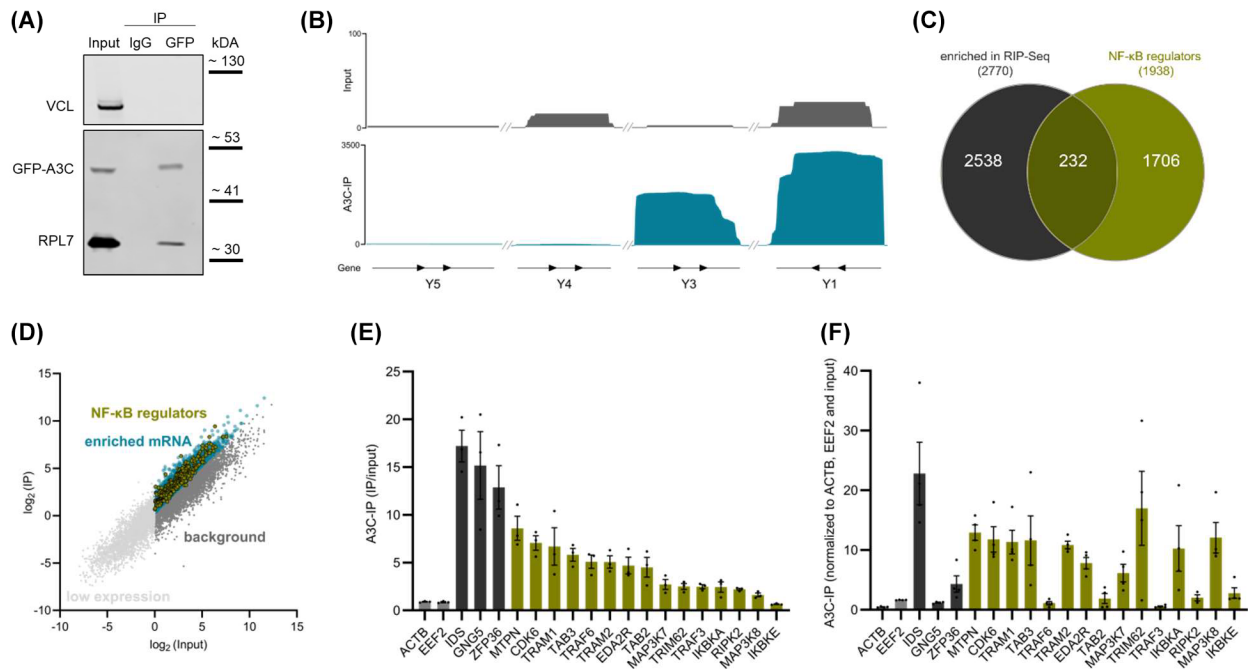 (A)
IP
Input IgG GFP kDA
~ 130
VCL
~ 53
GFP-A3C
~ 41
RPL7
~ 30
(B)
100
Input
0
3500
A3C-IP
0
Gene
Y5 Y4 Y3 Y1
(C)
enriched in RIP-Seq
(2770)
NF-κB regulators
(1938)
2538 232 1706
(D)
15
10
5
0
-5
-10
log2 (IP)
NF-κB regulators
enriched mRNA
background
low expression
-10 -5 0 5 10 15
log2 (Input)
(E)
25
20
15
10
5
0
A3C-IP (IP/input)
ACTB
EEF2
IDS
GNG5
ZFP36
MTPN
CDK6
TRAM1
TAB3
TRAF6
TRAM2
EDA2R
TAB2
MAP3K7
TRIM62
TRAF3
IKBKA
RIPK2
MAP3K8
IKBKE
(F)
40
30
20
10
0
A3C-IP (normalized to ACTB, EEF2 and input)
ACTB
EEF2
IDS
GNG5
ZFP36
MTPN
CDK6
TRAM1
TAB3
TRAF6
TRAM2
EDA2R
TAB2
MAP3K7
TRIM62
TRAF3
IKBKA
RIPK2
MAP3K8
IKBKE